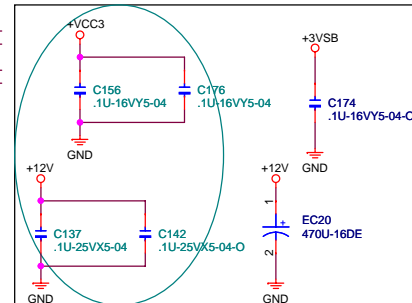 +VCC3
+3VSB
C156
.1U-16VY5-04
C176
.1U-16VY5-04
C174
.1U-16VY5-04-O
GND
GND
+12V
+12V
C137
.1U-25VX5-04
C142
.1U-25VX5-04-O
1
EC20
470U-16DE
2
GND
GND